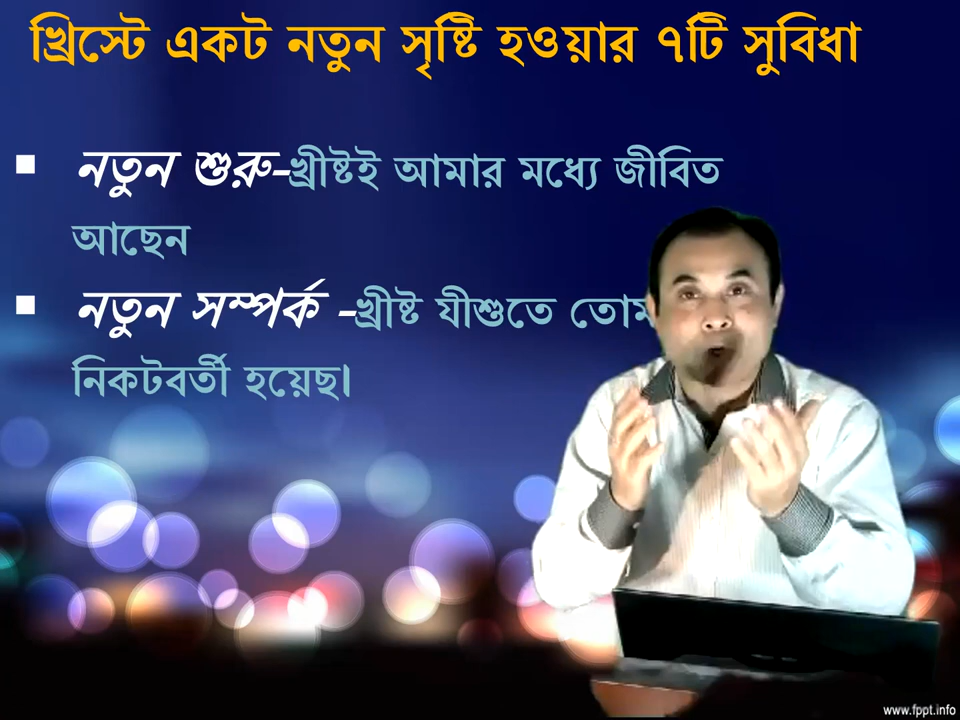 খ্রিস্টে একট নতুন সৃষ্টি হওয়ার ৭টি সুবিধা
▪ নতুন শুরু-খ্রীষ্টই আমার মধ্যে জীবিত
আছেন
▪ নতুন সম্পর্ক -খ্রীষ্ট যীশুতে
নিকটবর্তী হয়েছ।
www.fppt.info